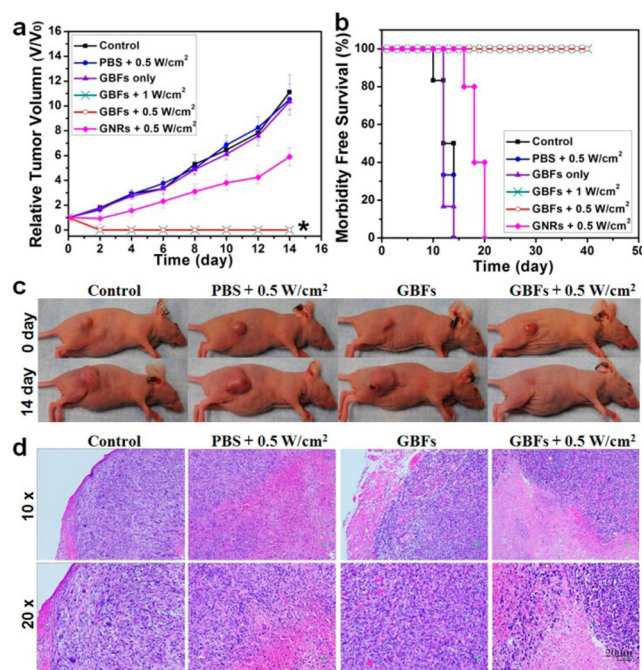 a
Relative Tumor Volumn (V/V₀)
16
14
12
10
8
6
4
2
0
Control
PBS + 0.5 W/cm²
GBFs only
GBFs + 1 W/cm²
GBFs + 0.5 W/cm²
GNRs + 0.5 W/cm²
*
0 2 4 6 8 10 12 14 16
Time (day)
b
Morbidity Free Survival (%)
120
100
80
60
40
20
0
Control
PBS + 0.5 W/cm²
GBFs only
GBFs + 1 W/cm²
GBFs + 0.5 W/cm²
GNRs + 0.5 W/cm²
0 10 20 30 40 50
Time (day)
c
Control PBS + 0.5 W/cm² GBFs GBFs + 0.5 W/cm²
0 day
14 day
d
Control PBS + 0.5 W/cm² GBFs GBFs + 0.5 W/cm²
10 x
20 x
20μm